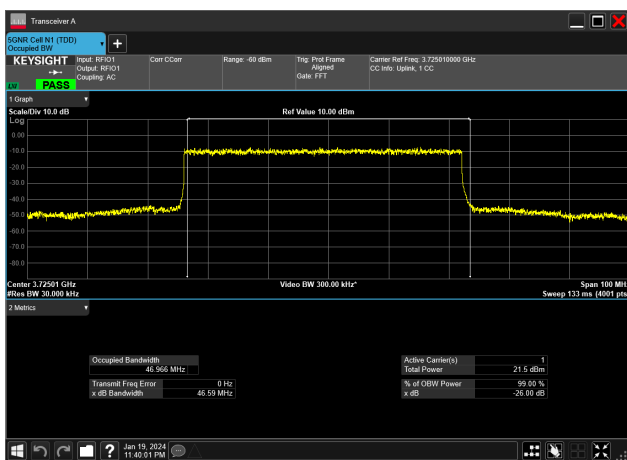 Transceiver A
5GNR Cell N1 (TDD)
Occupied BW
+
KEYSIGHT
Input: RFIO1
Output: RFIO1
Coupling: AC
Corr CCorr
Range: -60 dBm
Trig: Prot Frame
Aligned
Gate: FFT
Carrier Ref Freq: 3.725010000 GHz
CC Info: Uplink, 1 CC
PASS
1 Graph
Scale/Div 10.0 dB
Ref Value 10.00 dBm
Log
0.00
-10.0
-20.0
-30.0
-40.0
-50.0
-60.0
-70.0
-80.0
Center 3.72501 GHz
Video BW 300.00 kHz*
Span 100 MH
#Res BW 30.000 kHz
Sweep 133 ms (4001 pts
2 Metrics
Occupied Bandwidth
46.966 MHz
Active Carrier(s) 1
Total Power 21.5 dBm
Transmit Freq Error 0 Hz
x dB Bandwidth 46.59 MHz
% of OBW Power 99.00 %
x dB -26.00 dB
? Jan 19, 2024
11:40:01 PM